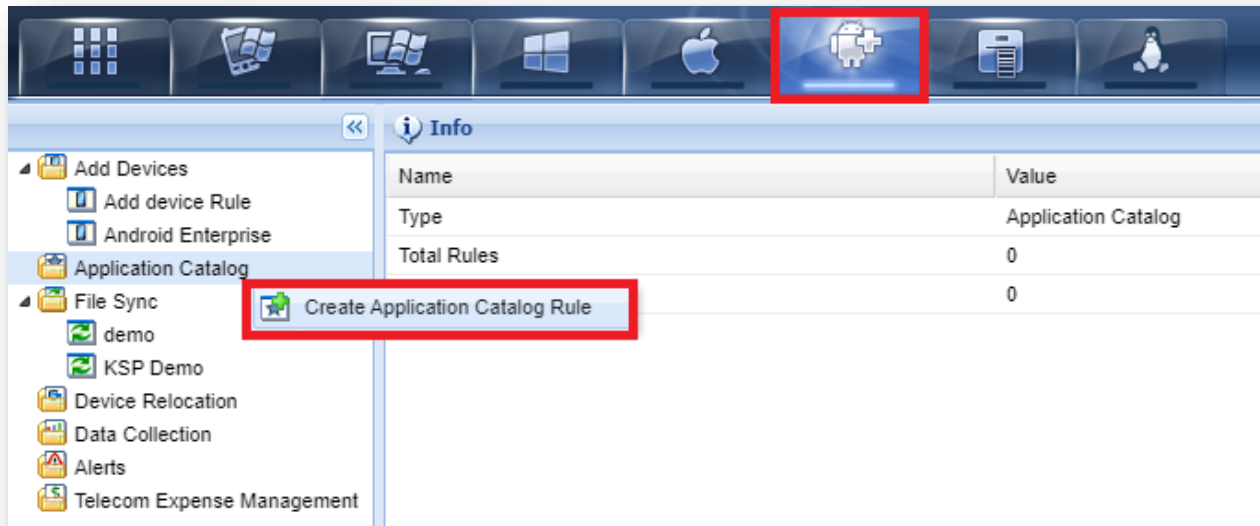 Info
Add Devices
Add device Rule
Android Enterprise
Application Catalog
File Sync
demo
KSP Demo
Device Relocation
Data Collection
Alerts
Telecom Expense Management
Create Application Catalog Rule
Name Value
Type Application Catalog
Total Rules 0
0